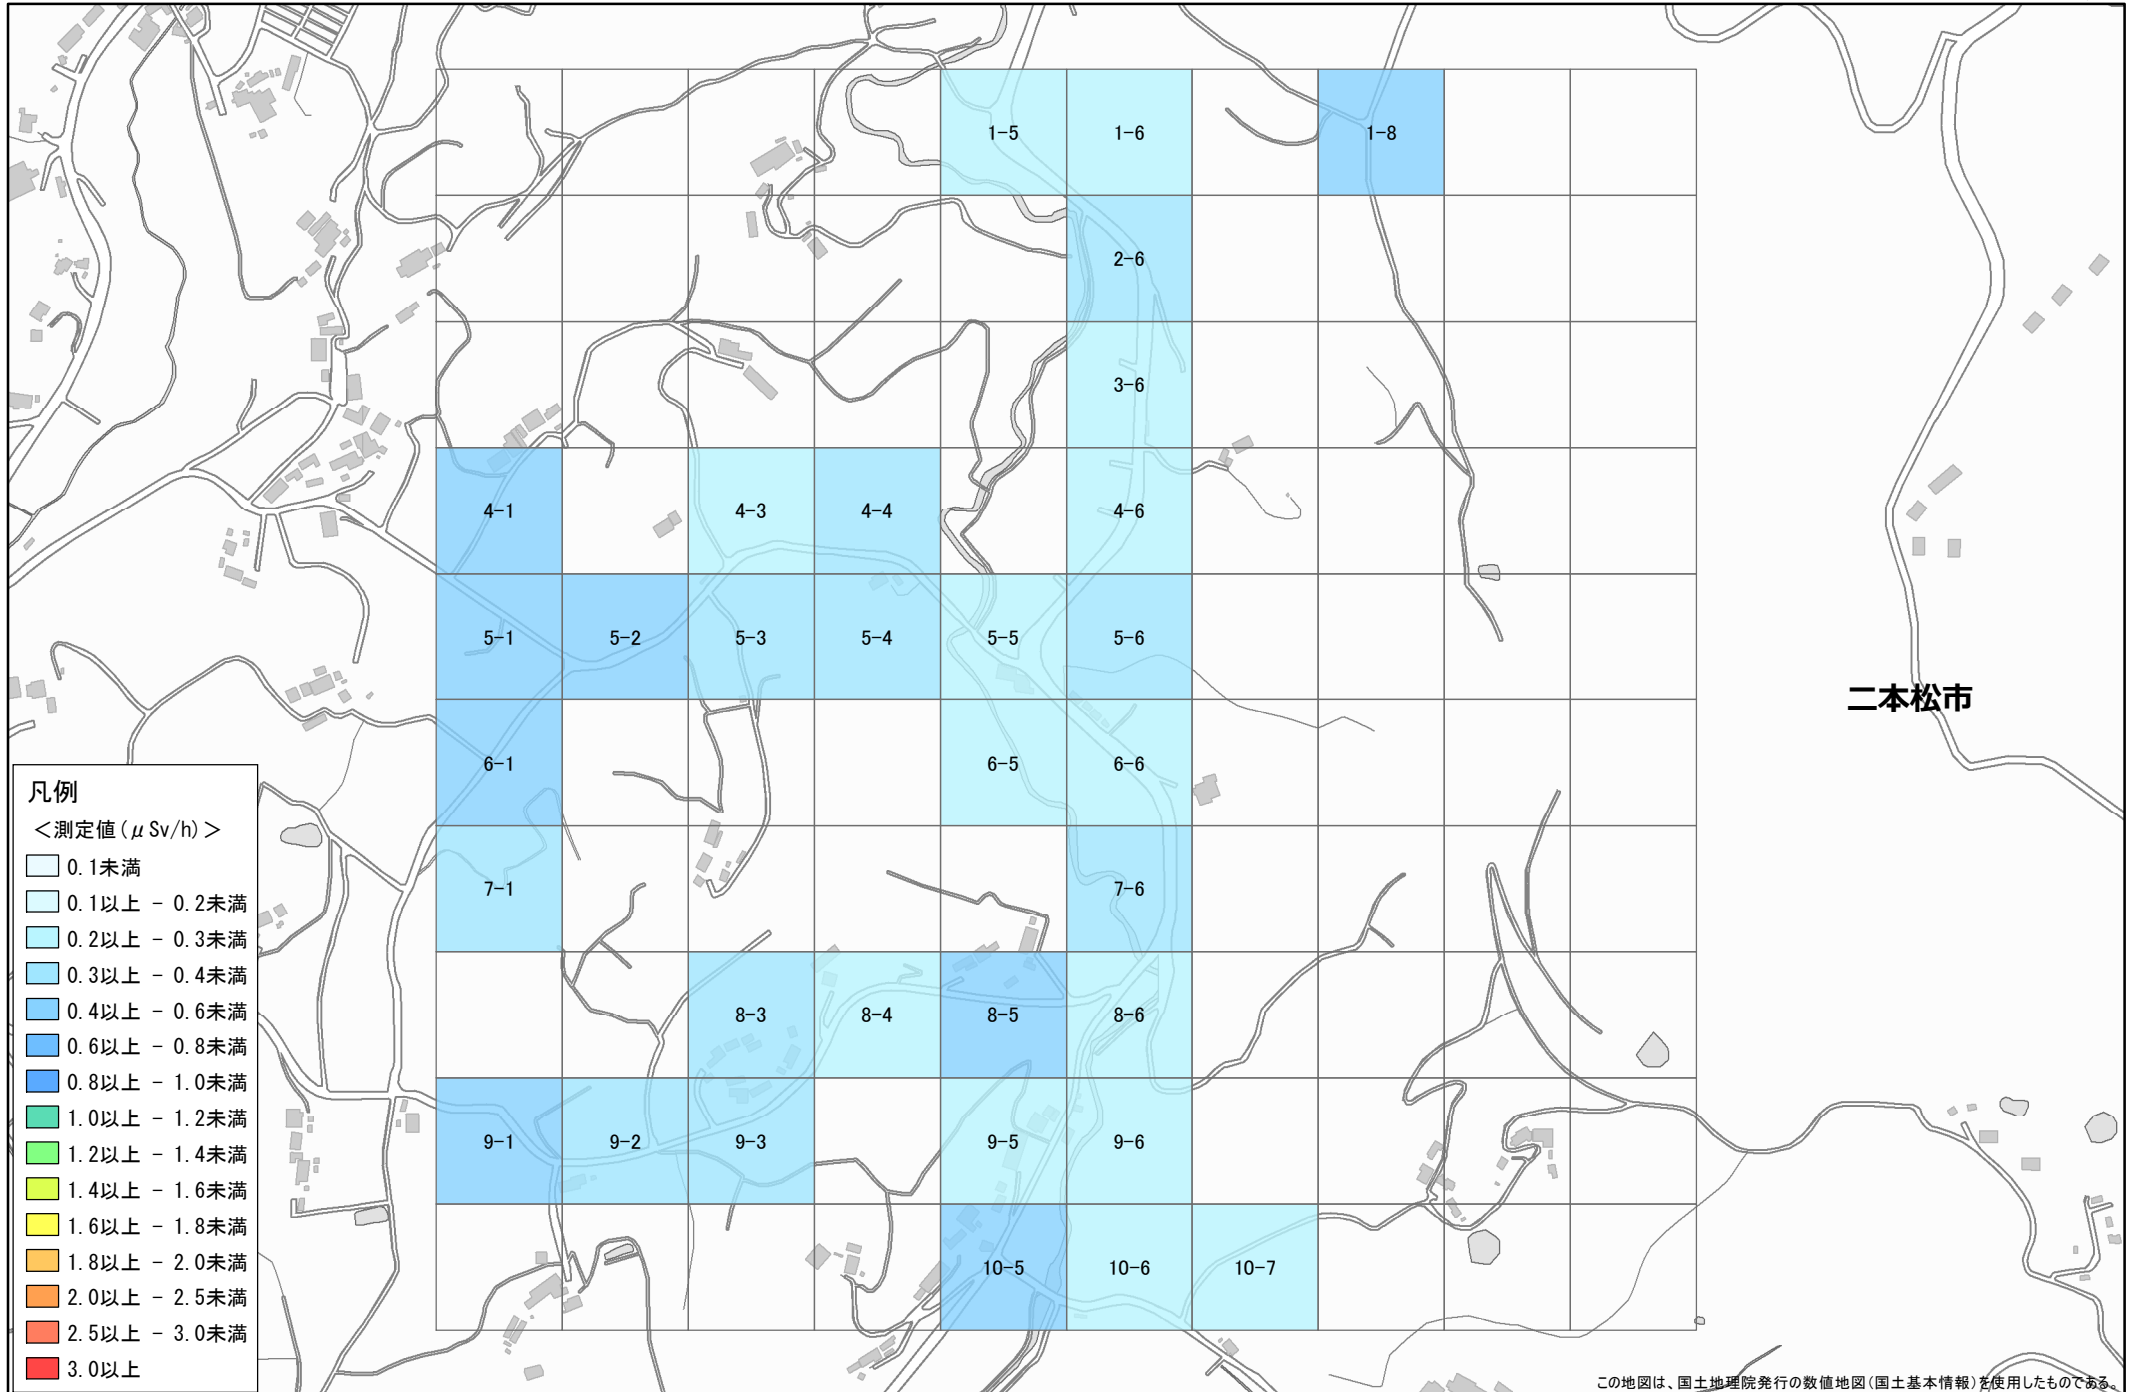 1-5 1-6 1-8
2-6
3-6
4-1 4-3 4-4 4-6
5-1 5-2 5-3 5-4 5-5 5-6
二本松市
6-1 6-5 6-6
7-1 7-6
8-3 8-4 8-5 8-6
9-1 9-2 9-3 9-5 9-6
10-5 10-6 10-7
凡例
＜測定値(μSv/h)＞
0.1未満
0.1以上 - 0.2未満
0.2以上 - 0.3未満
0.3以上 - 0.4未満
0.4以上 - 0.6未満
0.6以上 - 0.8未満
0.8以上 - 1.0未満
1.0以上 - 1.2未満
1.2以上 - 1.4未満
1.4以上 - 1.6未満
1.6以上 - 1.8未満
1.8以上 - 2.0未満
2.0以上 - 2.5未満
2.5以上 - 3.0未満
3.0以上
この地図は、国土地理院発行の数値地図(国土基本情報)を使用したものである。